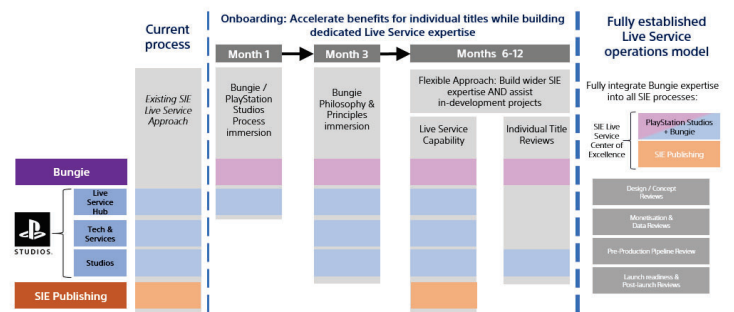 Current
process
Onboarding: Accelerate benefits for individual titles while building
dedicated Live Service expertise
Fully established
Live Service
operations model
Month 1
Month 3
Months 6-12
Existing SIE
Live Service
Approach
Bungie /
PlayStation
Studios
Process
immersion
Bungie
Philosophy &
Principles
immersion
Flexible Approach: Build wider SIE
expertise AND assist
in-development projects
Live Service
Capability
Individual Title
Reviews
Fully integrate Bungie expertise
into all SIE processes:
SIE Live
Service
Center of
Excellence
PlayStation Studios
+ Bungie
SIE Publishing
Bungie
Live
Service
Hub
Tech &
Services
Studios
STUDIOS.
SIE Publishing
Design / Concept
Reviews
Monetisation &
Data Reviews
Pre-Production Pipeline Review
Launch readiness &
Post-launch Reviews